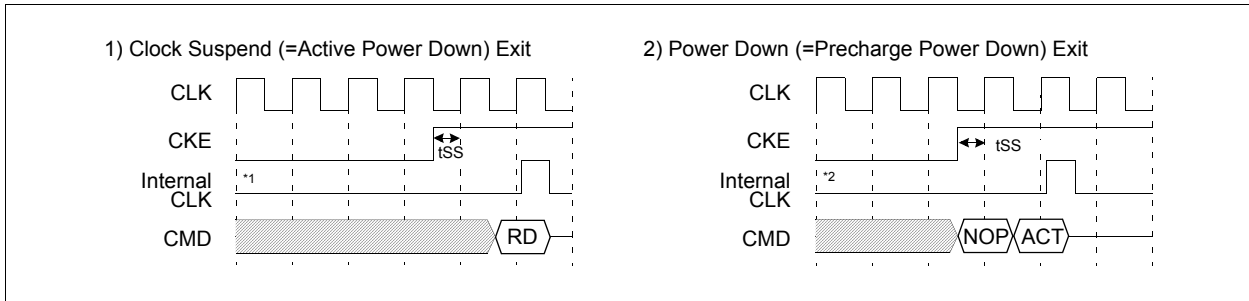 1) Clock Suspend (=Active Power Down) Exit
CLK
CKE
tSS
Internal
CLK
*1
CMD
RD
2) Power Down (=Precharge Power Down) Exit
CLK
CKE
tSS
Internal
CLK
*2
CMD
NOP
ACT